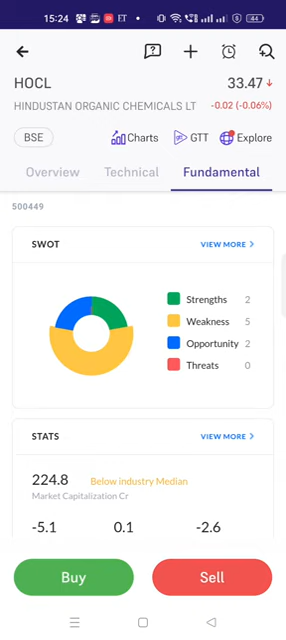 15:24 ET 44
HOCL 33.47
HINDUSTAN ORGANIC CHEMICALS LT -0.02 (-0.06%)
BSE Charts GTT Explore
Overview Technical Fundamental
500449
SWOT VIEW MORE
Strengths 2
Weakness 5
Opportunity 2
Threats 0
STATS VIEW MORE
224.8 Below industry Median
Market Capitalization Cr
-5.1 0.1 -2.6
Buy Sell